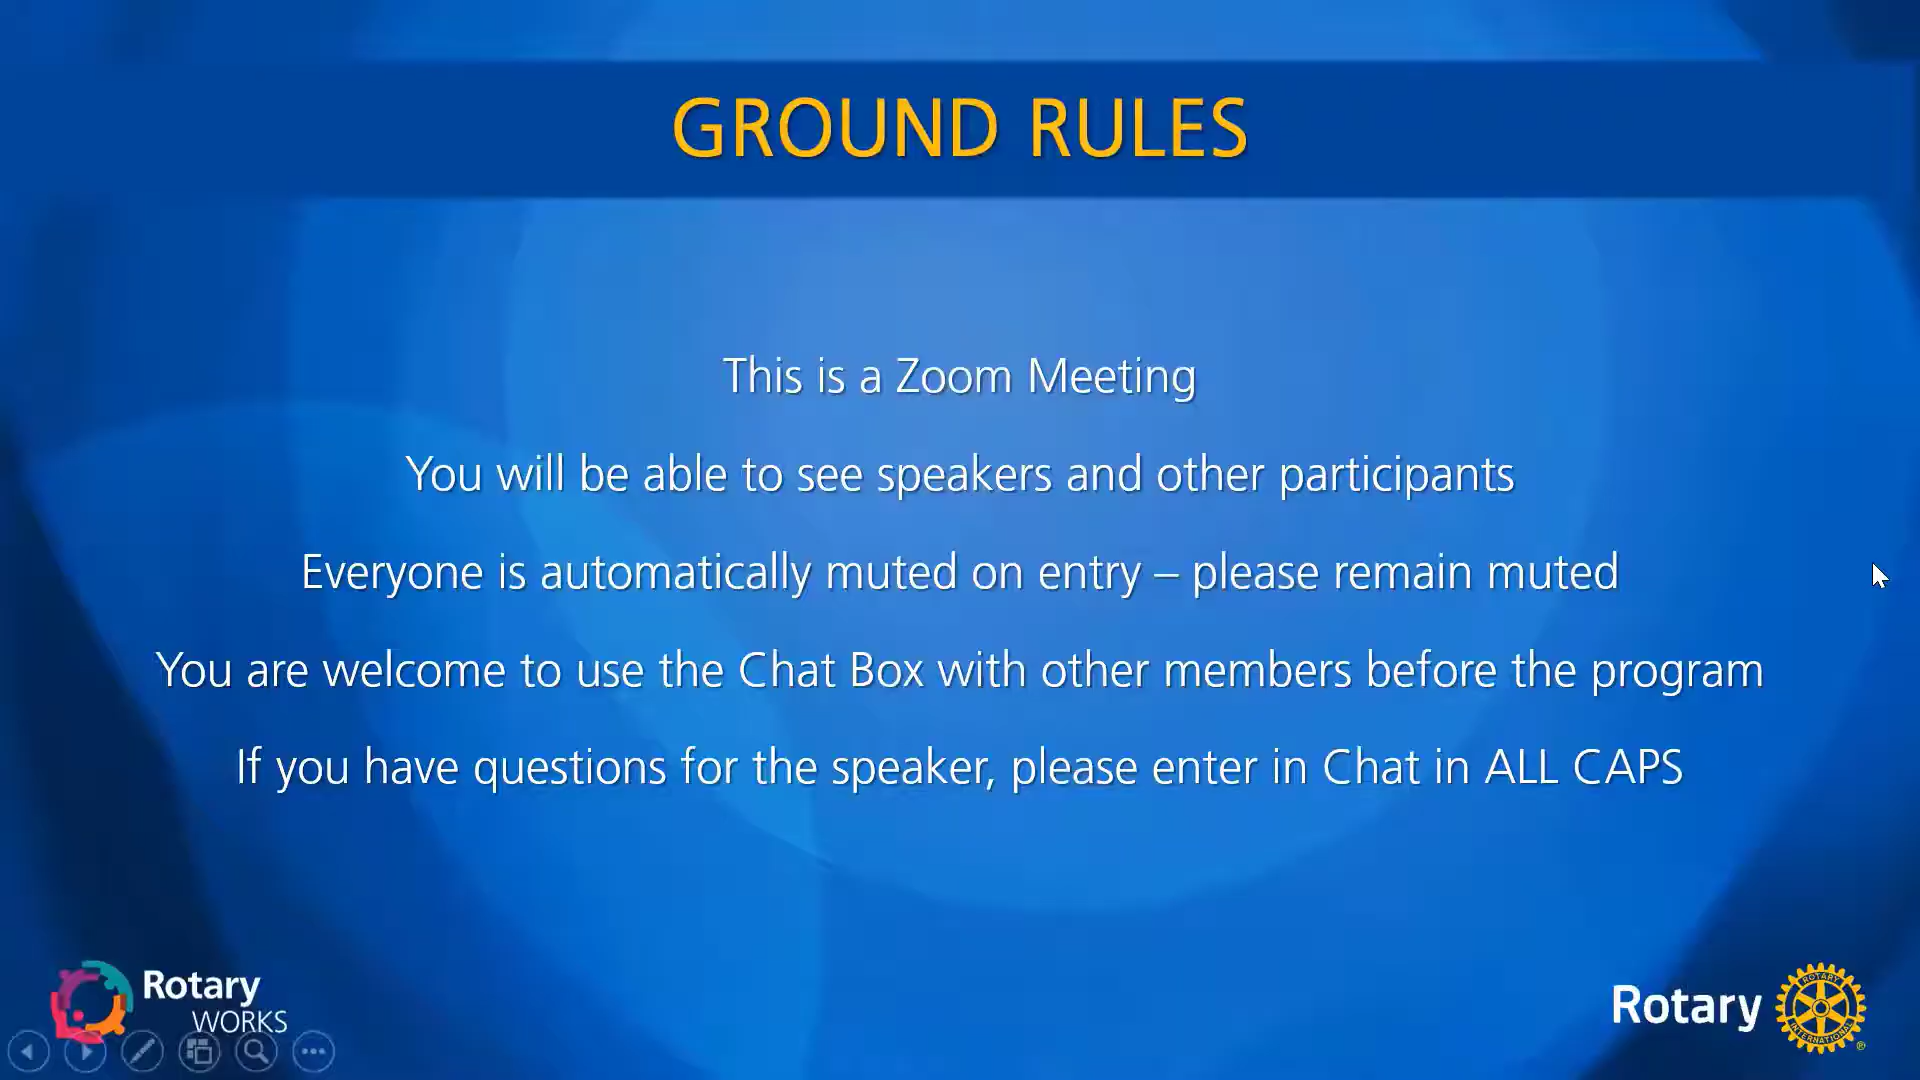 GROUND RULES
This is a Zoom Meeting
You will be able to see speakers and other participants
Everyone is automatically muted on entry – please remain muted
You are welcome to use the Chat Box with other members before the program
If you have questions for the speaker, please enter in Chat in ALL CAPS
Rotary
WORKS
Rotary
ROTARY
INTERNATIONAL
®